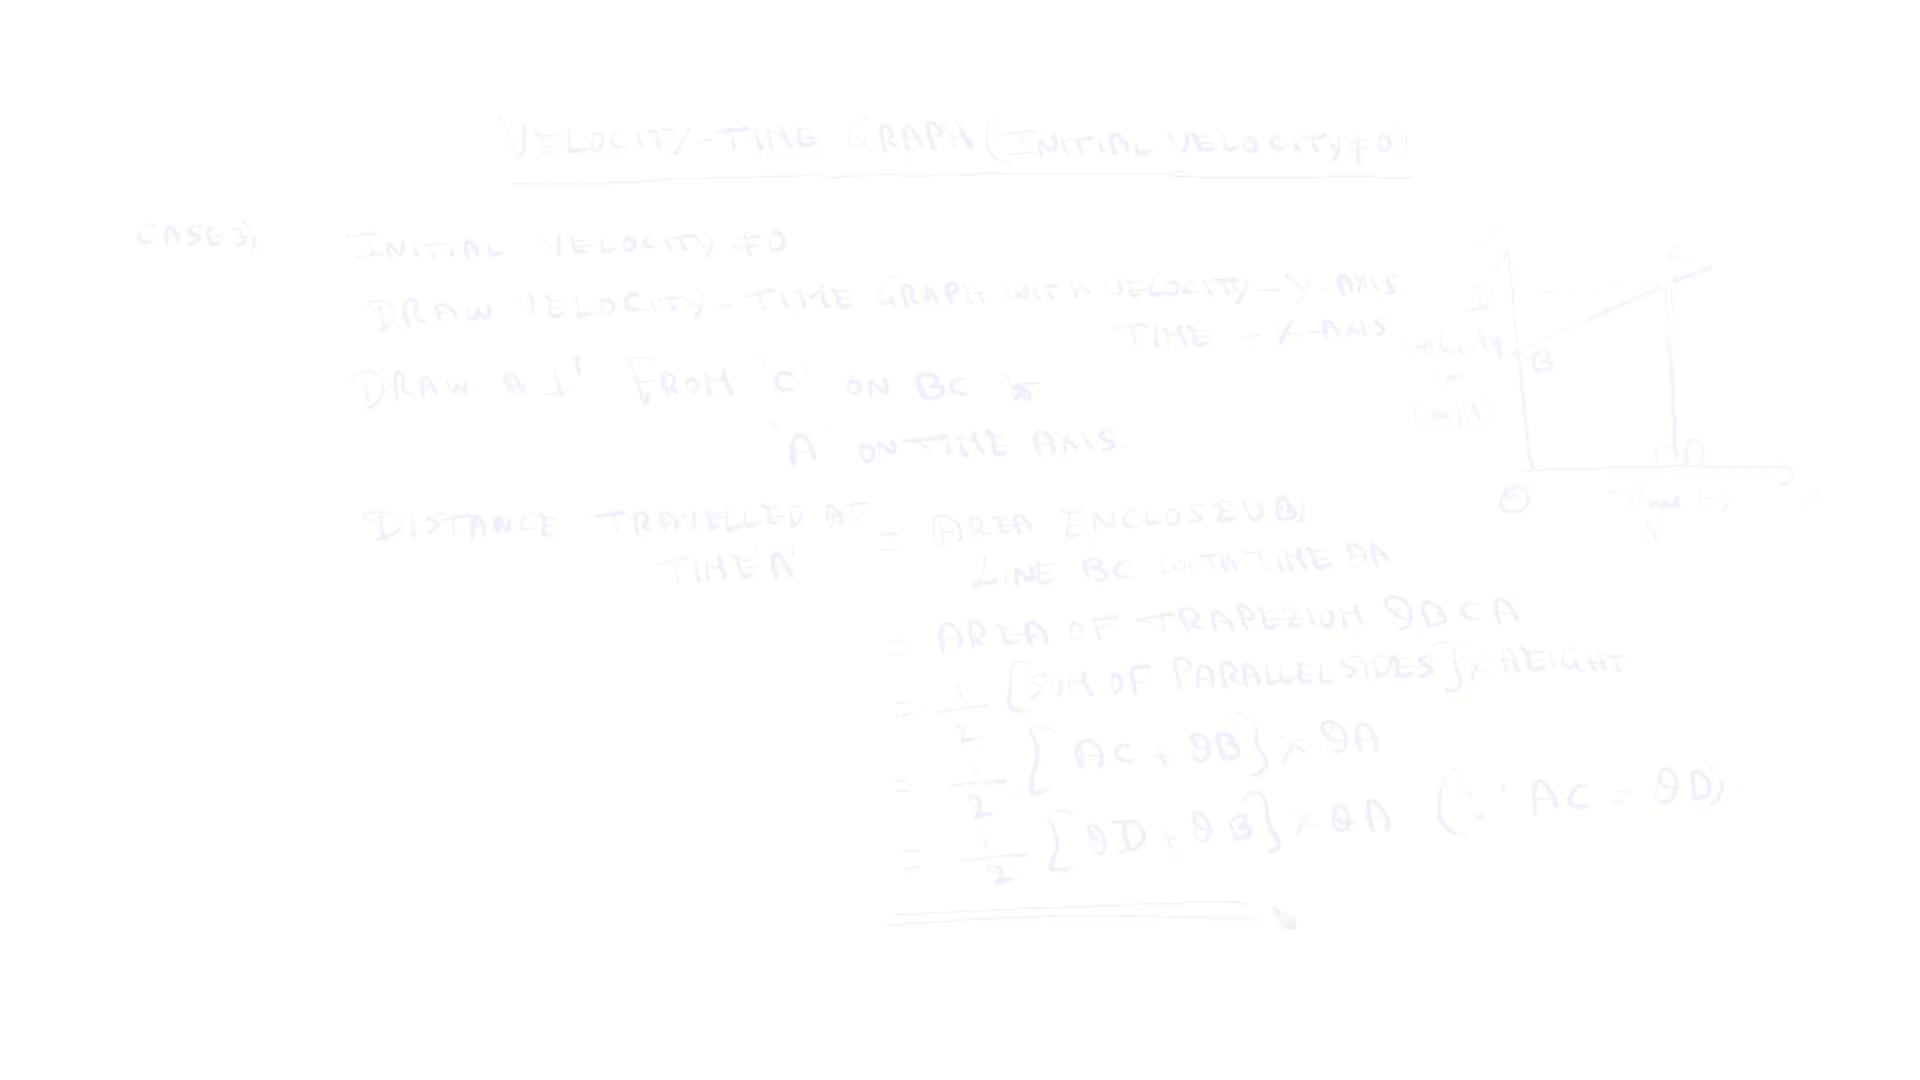 VELOCITY-TIME GRAPH (INITIAL VELOCITY ≠ 0)
CASE 3)
INITIAL VELOCITY ≠ 0
DRAW VELOCITY-TIME GRAPH WITH VELOCITY - Y-AXIS
TIME - X-AXIS
DRAW A ⊥r FROM 'C' ON BC
'A' ON TIME AXIS.
DISTANCE TRAVELLED AT TIME 'A' = AREA ENCLOSED BY
LINE BC WITH TIME OA
= AREA OF TRAPEZIUM OBCA
= 1/2 [SUM OF PARALLEL SIDES] × HEIGHT
= 1/2 [AC + OB] × OA
= 1/2 [OD + OB] × OA (∵ AC = OD)
C
D
velocity
B
(m/s)
A
O
Time